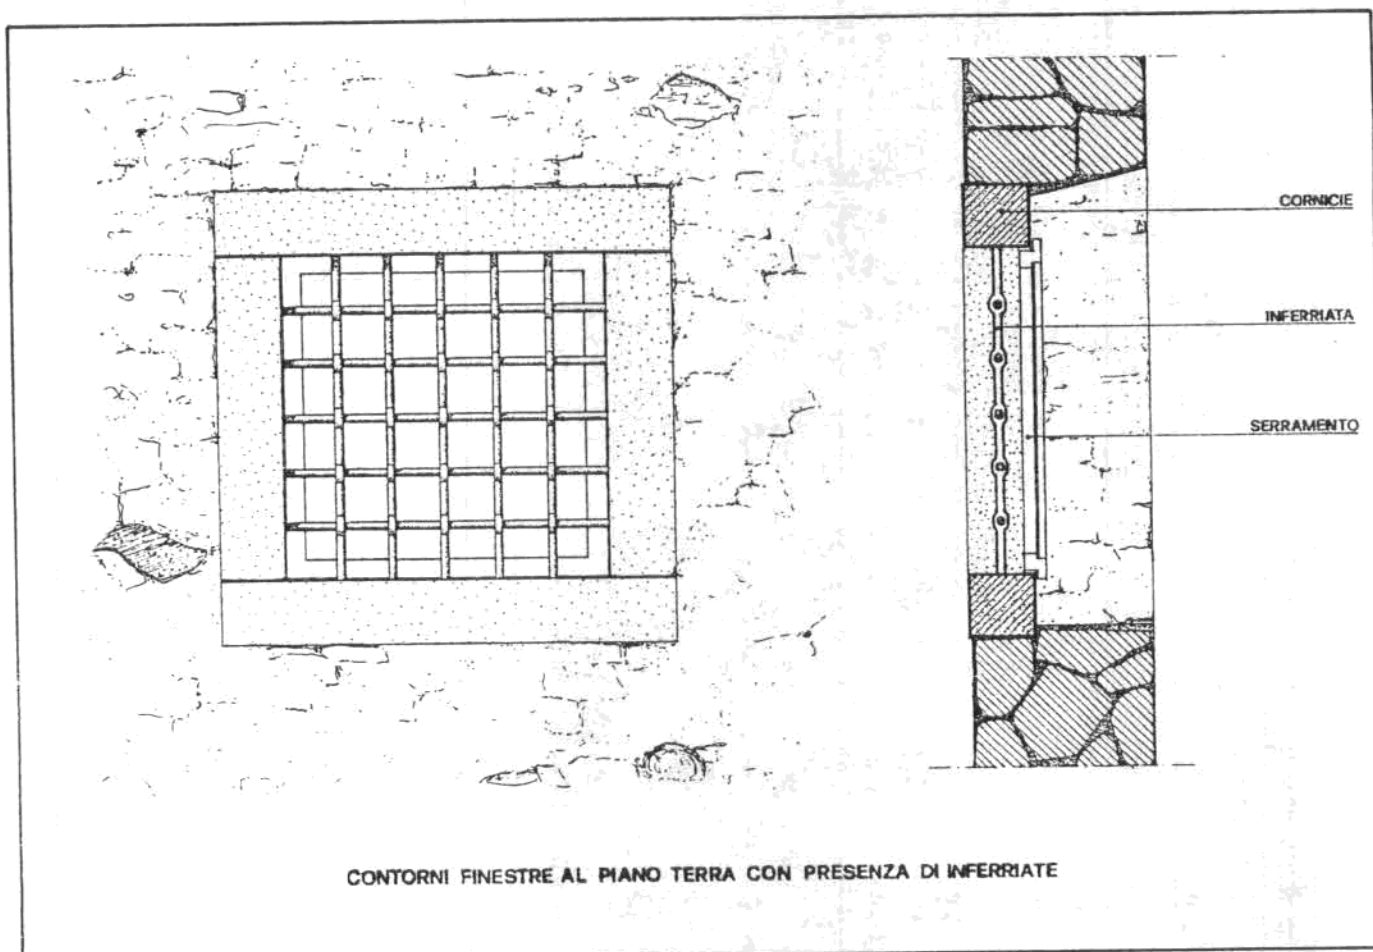 CORNICIE
INFERRIATA
SERRAMENTO
CONTORNI FINESTRE AL PIANO TERRA CON PRESENZA DI INFERRIATE